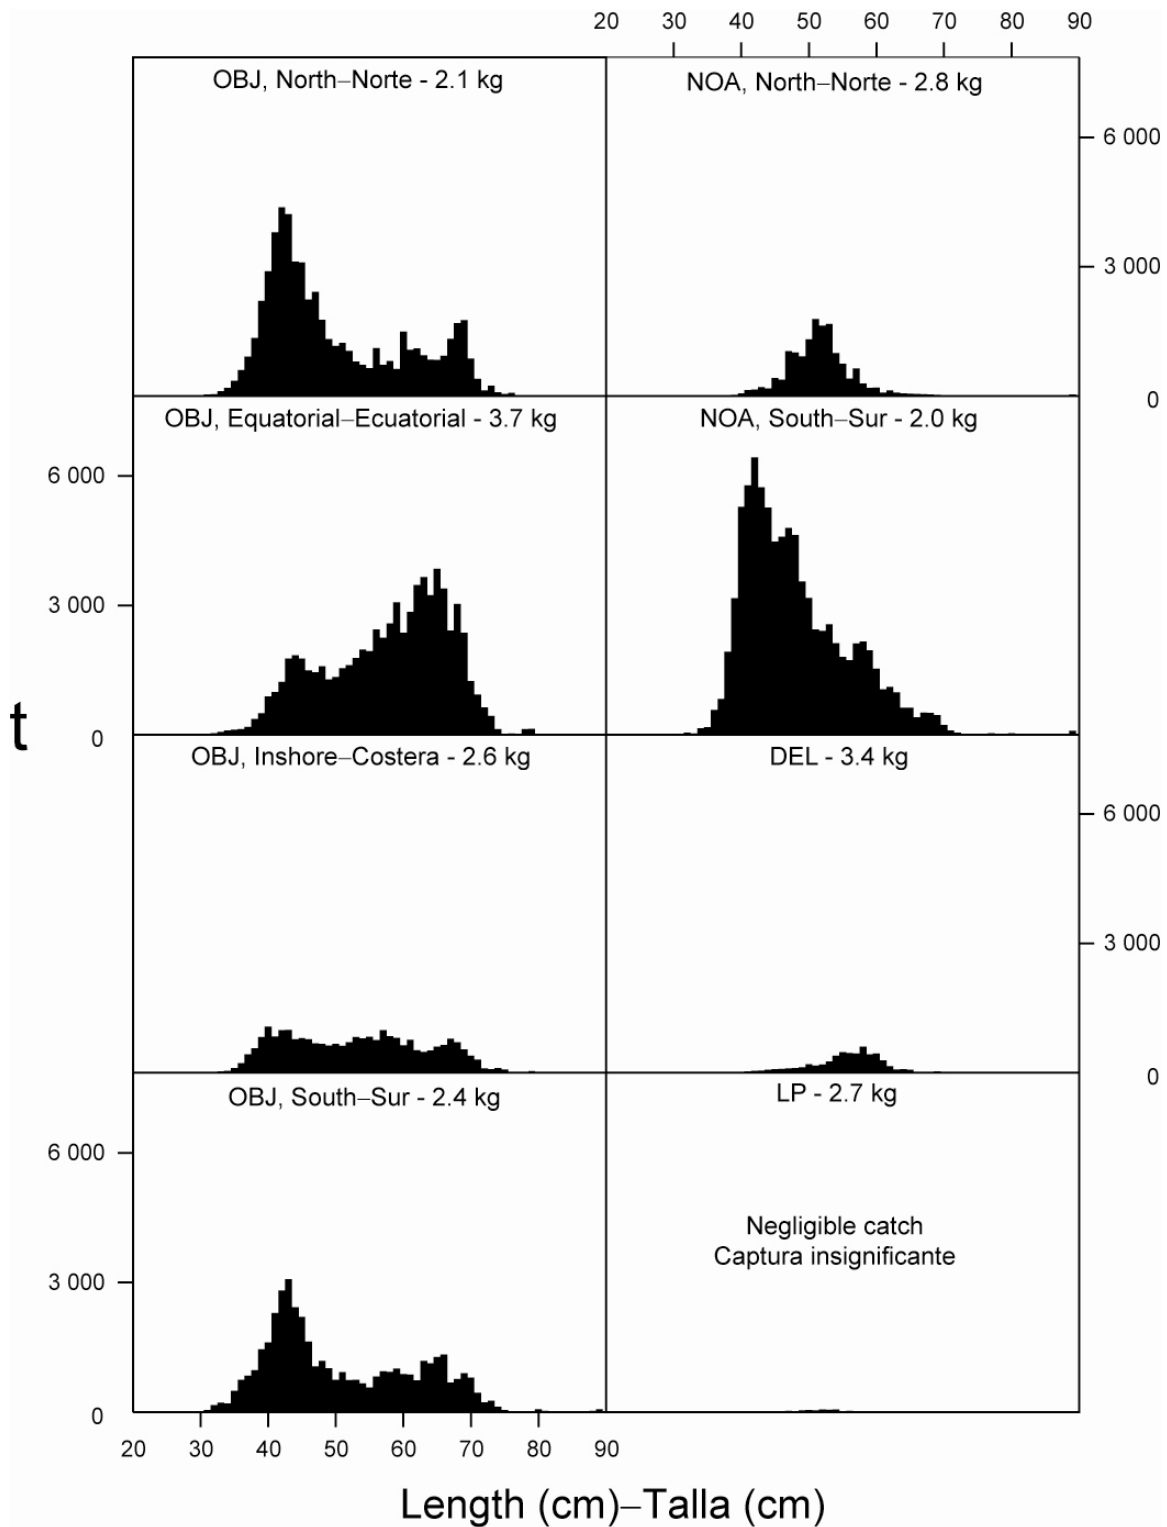 20 30 40 50 60 70 80 90
OBJ, North–Norte - 2.1 kg
NOA, North–Norte - 2.8 kg
6 000
3 000
0
OBJ, Equatorial–Ecuatorial - 3.7 kg
NOA, South–Sur - 2.0 kg
6 000
3 000
0
t
OBJ, Inshore–Costera - 2.6 kg
DEL - 3.4 kg
6 000
3 000
0
OBJ, South–Sur - 2.4 kg
LP - 2.7 kg
6 000
3 000
0
Negligible catch
Captura insignificante
20 30 40 50 60 70 80 90
Length (cm)–Talla (cm)